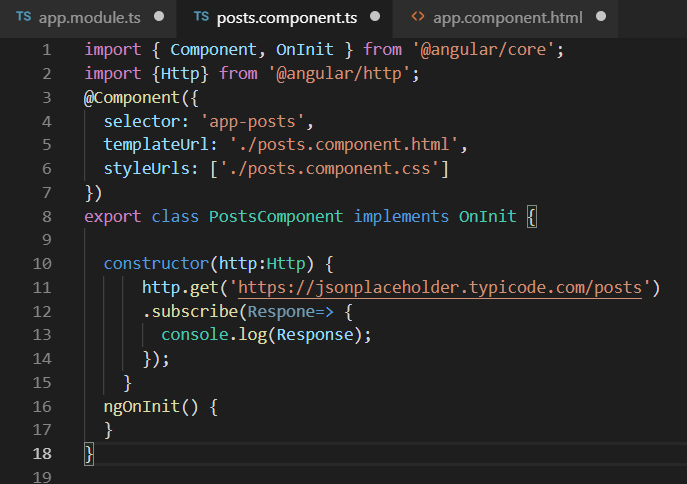 TS app.module.ts ● TS posts.component.ts ● <> app.component.html ●
1 import { Component, OnInit } from '@angular/core';
2 import {Http} from '@angular/http';
3 @Component({
4 selector: 'app-posts',
5 templateUrl: './posts.component.html',
6 styleUrls: ['./posts.component.css']
7 })
8 export class PostsComponent implements OnInit {
9
10 constructor(http:Http) {
11 http.get('https://jsonplaceholder.typicode.com/posts')
12 .subscribe(Respone=> {
13 console.log(Response);
14 });
15 }
16 ngOnInit() {
17 }
18 }
19